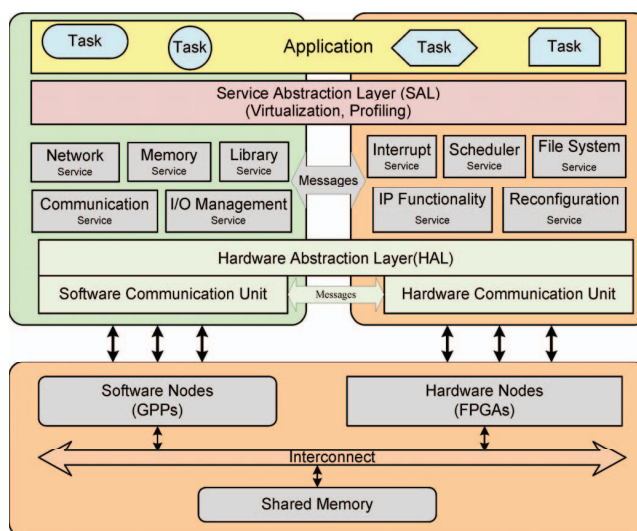 Task
Task
Application
Task
Task
Service Abstraction Layer (SAL)
(Virtualization, Profiling)
Network
Service
Memory
Service
Library
Service
Communication
Service
I/O Management
Service
Messages
Interrupt
Service
Scheduler
Service
File System
Service
IP Functionality
Service
Reconfiguration
Service
Hardware Abstraction Layer(HAL)
Software Communication Unit
Messages
Hardware Communication Unit
Software Nodes
(GPPs)
Hardware Nodes
(FPGAs)
Interconnect
Shared Memory